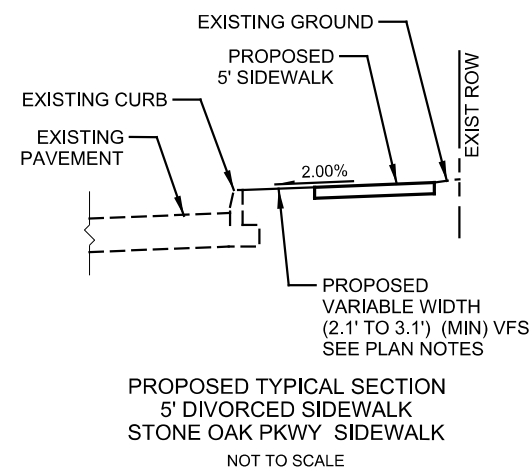 EXISTING GROUND
PROPOSED
5' SIDEWALK
EXIST ROW
EXISTING CURB
EXISTING
PAVEMENT
2.00%
PROPOSED
VARIABLE WIDTH
(2.1' TO 3.1') (MIN) VFS
SEE PLAN NOTES
PROPOSED TYPICAL SECTION
5' DIVORCED SIDEWALK
STONE OAK PKWY SIDEWALK
NOT TO SCALE